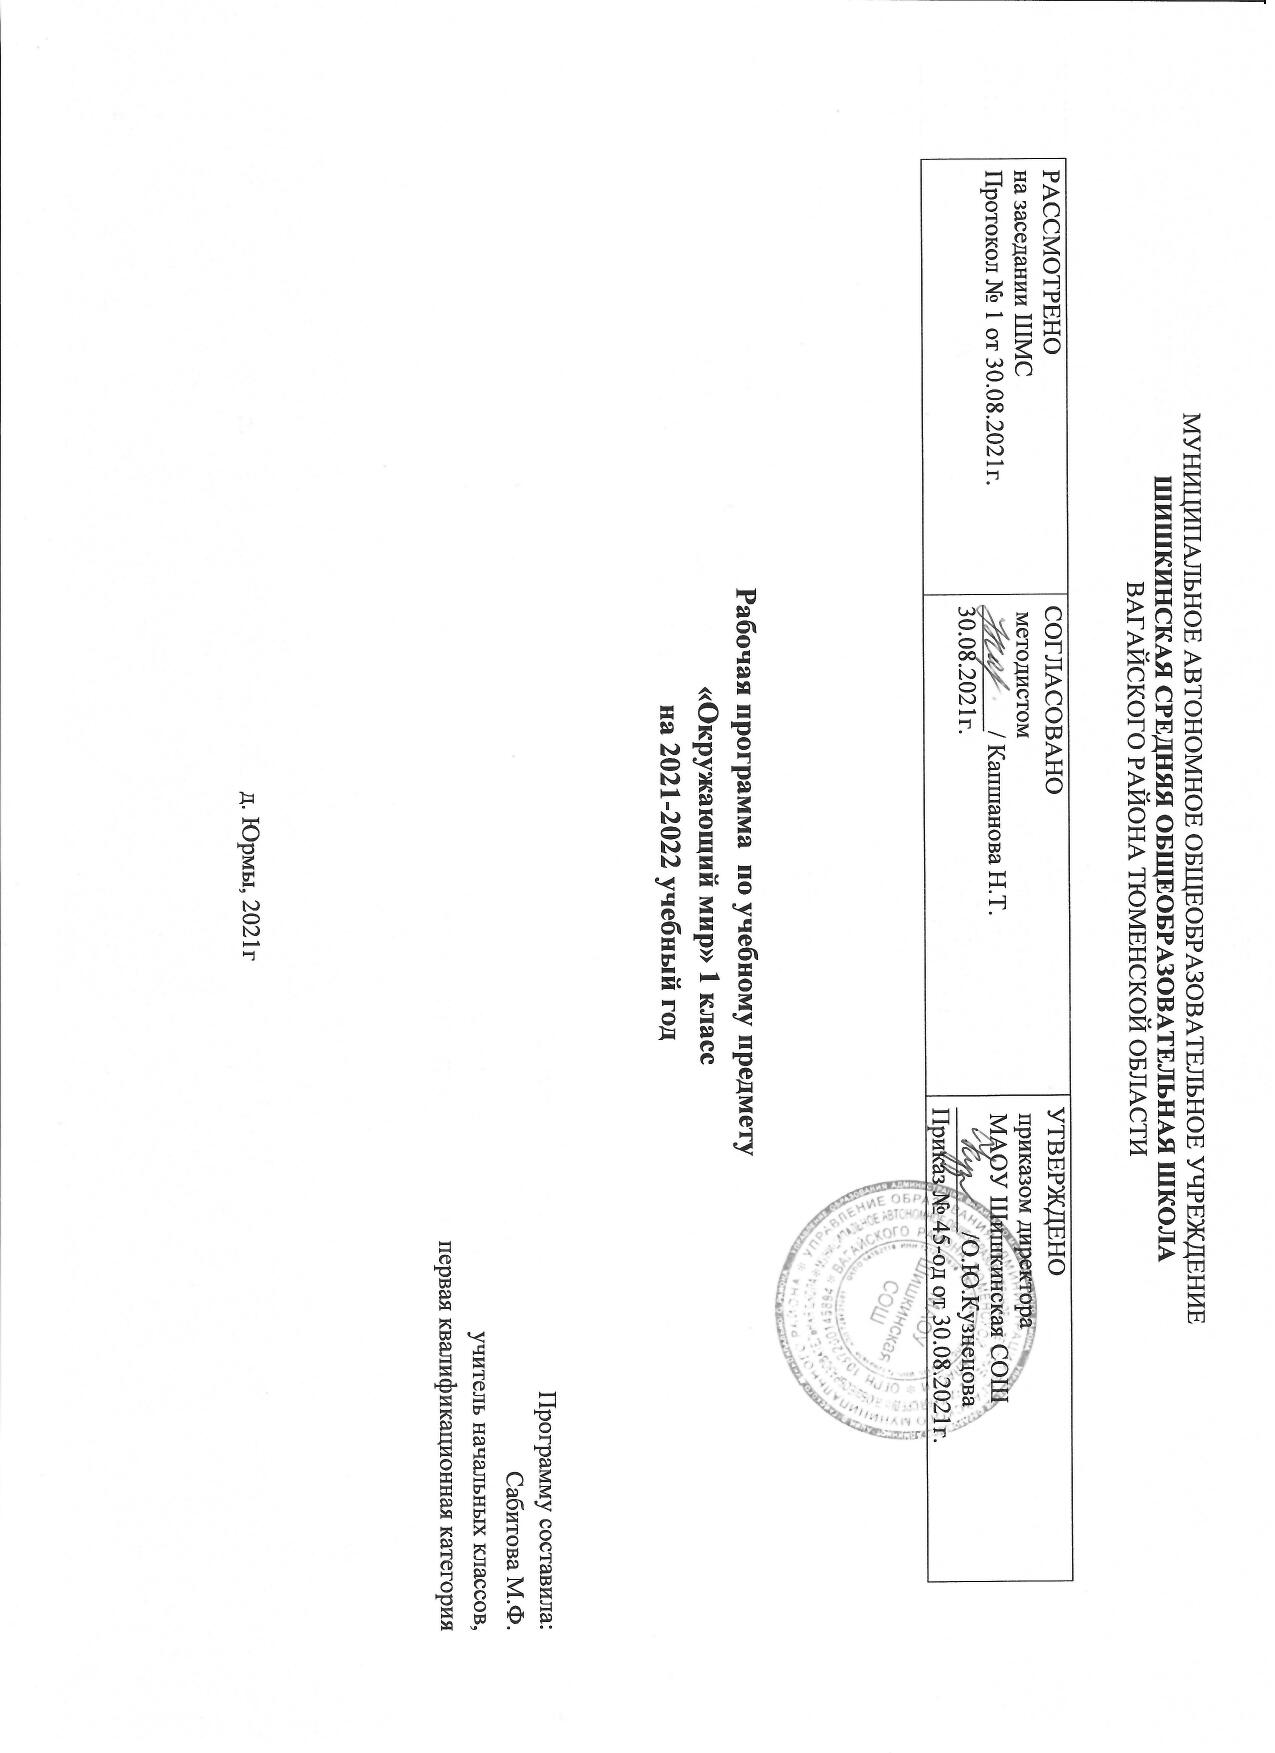 МУНИЦИПАЛЬНОЕ АВТОНОМНОЕ ОБЩЕОБРАЗОВАТЕЛЬНОЕ УЧРЕЖДЕНИЕ
ШИШКИНСКАЯ СРЕДНЯЯ ОБЩЕОБРАЗОВАТЕЛЬНАЯ ШКОЛА
ВАГАЙСКОГО РАЙОНА ТЮМЕНСКОЙ ОБЛАСТИ
РАССМОТРЕНО
на заседании ШМС
Протокол № 1 от 30.08.2021г.
СОГЛАСОВАНО
методистом
/ Капшанова Н.Т.
30.08.2021г.
УТВЕРЖДЕНО
приказом директора
МАОУ Шишкинская СОШ
/О.Ю.Кузнецова
Приказ № 45-од от 30.08.2021г.
ШИШКИНСКАЯ
СОШ
Рабочая программа по учебному предмету
«Окружающий мир» 1 класс
на 2021-2022 учебный год
Программу составила:
Сабитова М.Ф.
учитель начальных классов,
первая квалификационная категория
д. Юрмы, 2021г